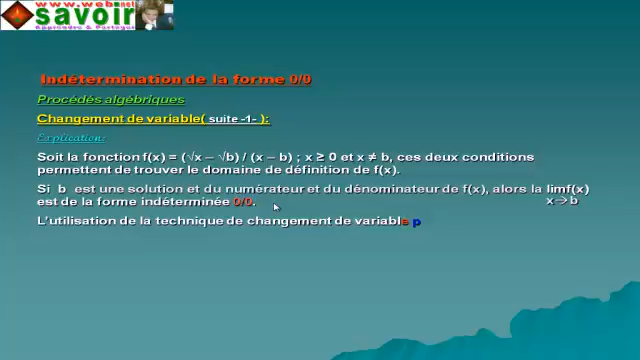 www.web.net
savoir
Apprendre & Partager
Indétermination de la forme 0/0
Procédés algébriques
Changement de variable( suite -1- ):
Explication:
Soit la fonction f(x) = (√x – √b) / (x – b) ; x ≥ 0 et x ≠ b, ces deux conditions
permettent de trouver le domaine de définition de f(x).
Si b est une solution et du numérateur et du dénominateur de f(x), alors la limf(x)
est de la forme indéterminée 0/0. x→b
L'utilisation de la technique de changement de variable p